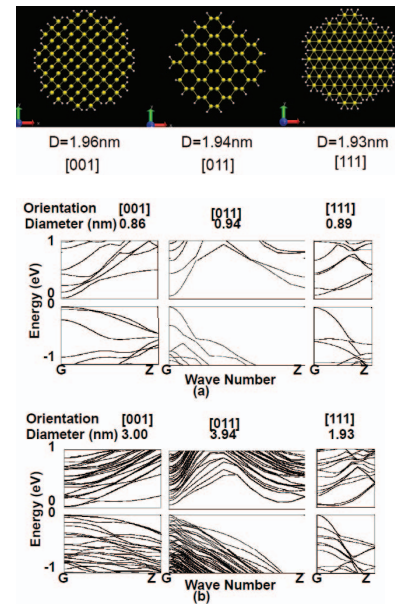 D=1.96nm D=1.94nm D=1.93nm
[001] [011] [111]
Orientation [001] [011] [111]
Diameter (nm) 0.86 0.94 0.89
Energy (eV)
1
0
0
-1
G Z G Z G Z
Wave Number
(a)
Orientation [001] [011] [111]
Diameter (nm) 3.00 3.94 1.93
Energy (eV)
1
0
0
-1
G Z G Z G Z
Wave Number
(b)